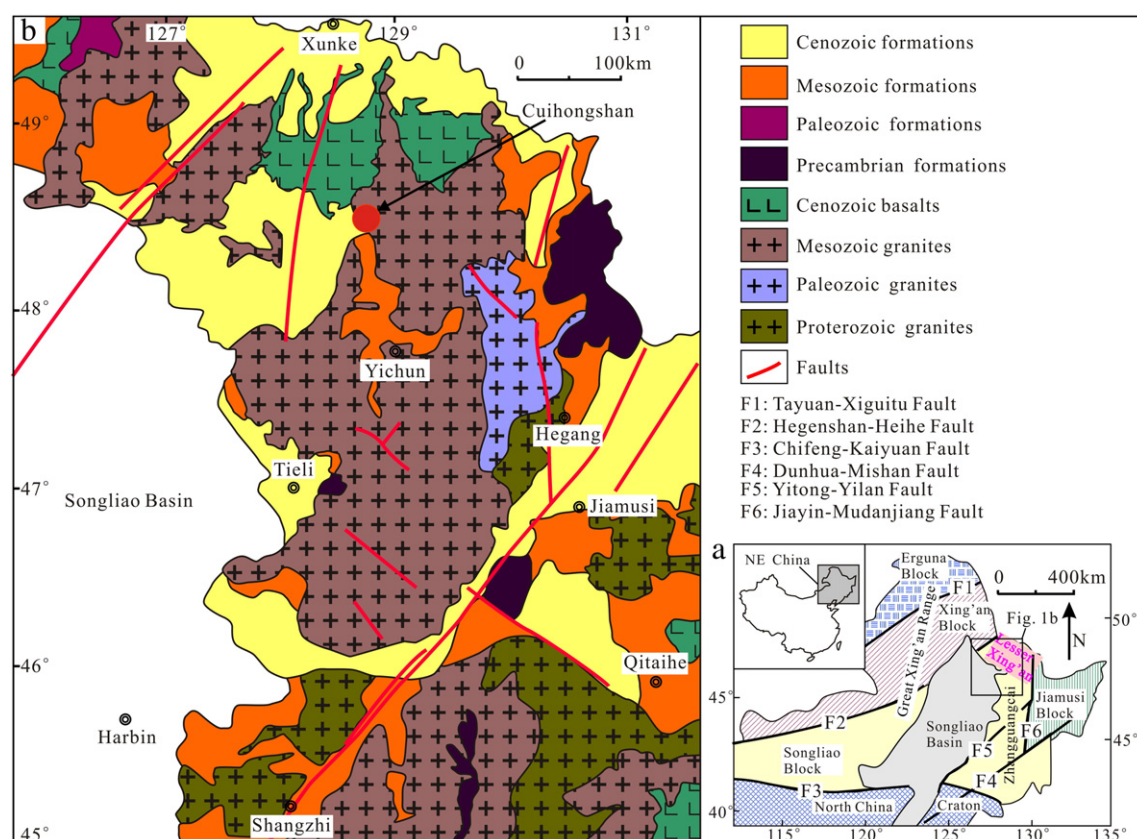 b
127°
129°
131°
Xunke
0 100km
49°
Cuihongshan
48°
Yichun
Hegang
Tieli
47°
Songliao Basin
Jiamusi
46°
Qitaihe
Harbin
45°
Shangzhi
Cenozoic formations
Mesozoic formations
Paleozoic formations
Precambrian formations
Cenozoic basalts
Mesozoic granites
Paleozoic granites
Proterozoic granites
Faults
F1: Tayuan-Xiguitu Fault
F2: Hegenshan-Heihe Fault
F3: Chifeng-Kaiyuan Fault
F4: Dunhua-Mishan Fault
F5: Yitong-Yilan Fault
F6: Jiayin-Mudanjiang Fault
a
NE China
Erguna
Block
0 400km
F1
Xing'an
Block
Fig. 1b
N
50°
Great Xing'an Range
Lesser
Xing'an
45°
Jiamusi
Block
F2
Songliao
Basin
Zhangguangcai
F6
45°
F5
Songliao
Block
F4
F3
40°
North China
Craton
40°
115°
120°
125°
130°
135°